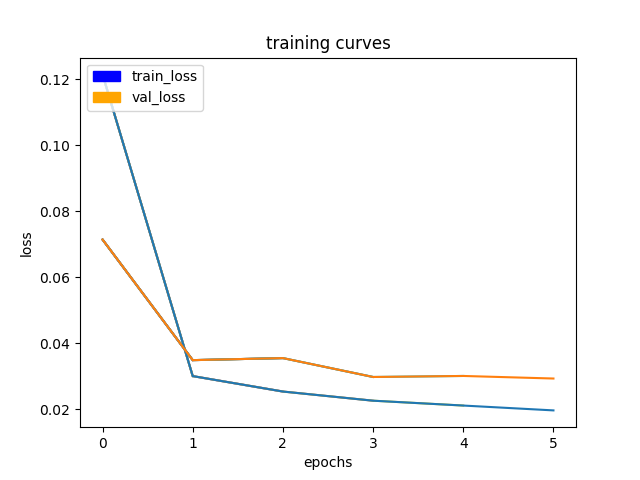 training curves
train_loss
val_loss
0.12
0.10
0.08
0.06
0.04
0.02
loss
0 1 2 3 4 5
epochs